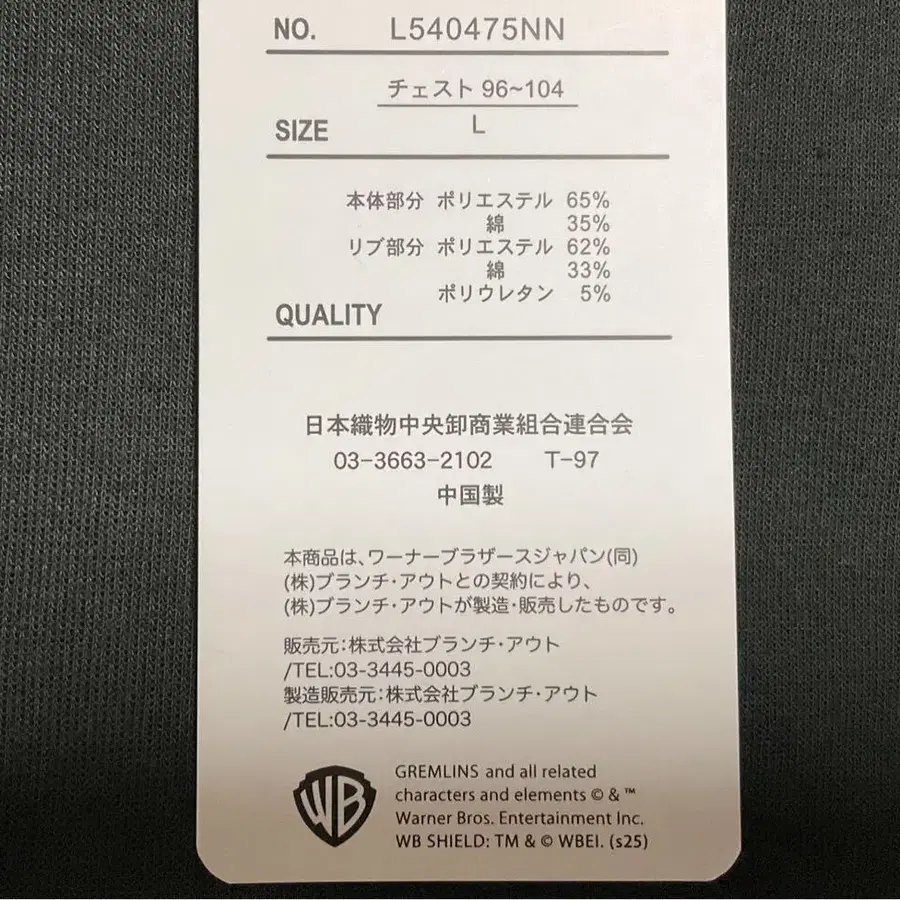 NO. L540475NN
チェスト 96~104
SIZE L
本体部分 ポリエステル 65%
綿 35%
リブ部分 ポリエステル 62%
綿 33%
ポリウレタン 5%
QUALITY
日本織物中央卸商業組合連合会
03-3663-2102 T-97
中国製
本商品は、ワーナーブラザースジャパン(同)
(株)ブランチ・アウトとの契約により、
(株)ブランチ・アウトが製造・販売したものです。
販売元:株式会社ブランチ・アウト
/TEL:03-3445-0003
製造販売元:株式会社ブランチ・アウト
/TEL:03-3445-0003
WB
GREMLINS and all related
characters and elements © & ™
Warner Bros. Entertainment Inc.
WB SHIELD: TM & © WBEI. (s25)